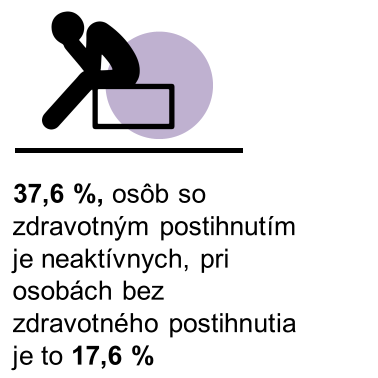 37,6 %, osôb so
zdravotným postihnutím
je neaktívnych, pri
osobách bez
zdravotného postihnutia
je to 17,6 %